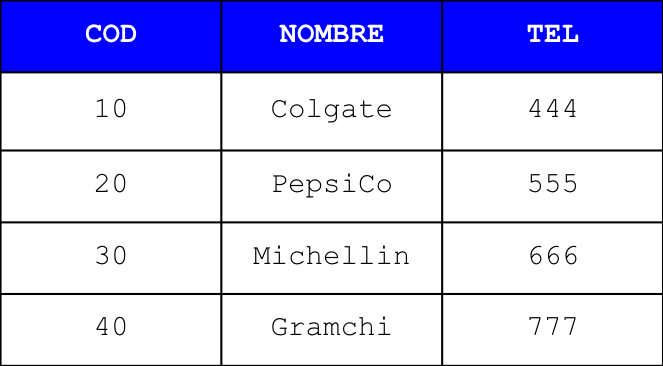 COD NOMBRE TEL
10 Colgate 444
20 PepsiCo 555
30 Michellin 666
40 Gramchi 777